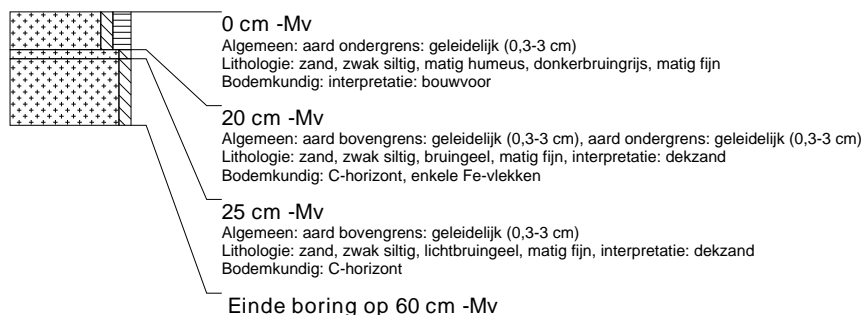 0 cm -Mv
Algemeen: aard ondergrens: geleidelijk (0,3-3 cm)
Lithologie: zand, zwak siltig, matig humeus, donkerbruingrijs, matig fijn
Bodemkundig: interpretatie: bouwvoor
20 cm -Mv
Algemeen: aard bovengrens: geleidelijk (0,3-3 cm), aard ondergrens: geleidelijk (0,3-3 cm)
Lithologie: zand, zwak siltig, bruingeel, matig fijn, interpretatie: dekzand
Bodemkundig: C-horizont, enkele Fe-vlekken
25 cm -Mv
Algemeen: aard bovengrens: geleidelijk (0,3-3 cm)
Lithologie: zand, zwak siltig, lichtbruingeel, matig fijn, interpretatie: dekzand
Bodemkundig: C-horizont
Einde boring op 60 cm -Mv